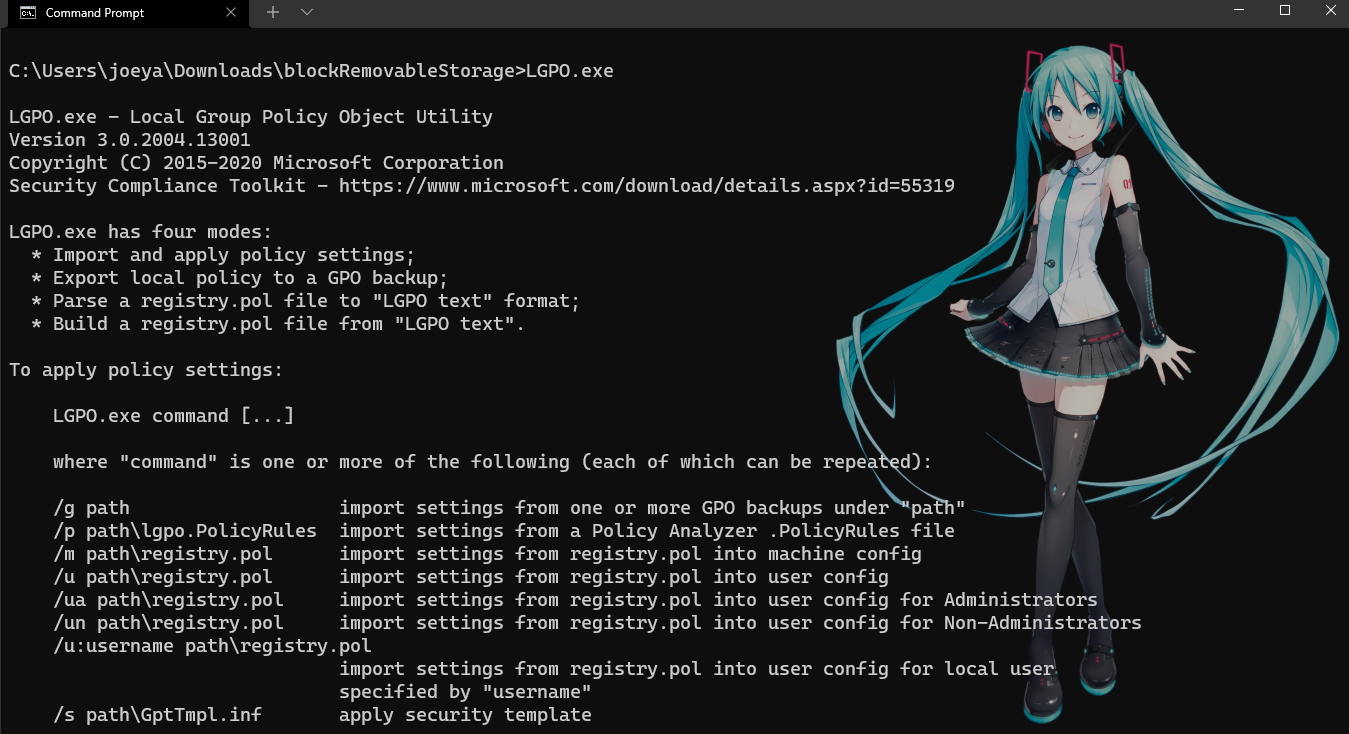 Command Prompt
C:\Users\joeya\Downloads\blockRemovableStorage>LGPO.exe
LGPO.exe - Local Group Policy Object Utility
Version 3.0.2004.13001
Copyright (C) 2015-2020 Microsoft Corporation
Security Compliance Toolkit - https://www.microsoft.com/download/details.aspx?id=55319
LGPO.exe has four modes:
* Import and apply policy settings;
* Export local policy to a GPO backup;
* Parse a registry.pol file to "LGPO text" format;
* Build a registry.pol file from "LGPO text".
To apply policy settings:
LGPO.exe command [...]
where "command" is one or more of the following (each of which can be repeated):
/g path import settings from one or more GPO backups under "path"
/p path\lgpo.PolicyRules import settings from a Policy Analyzer .PolicyRules file
/m path\registry.pol import settings from registry.pol into machine config
/u path\registry.pol import settings from registry.pol into user config
/ua path\registry.pol import settings from registry.pol into user config for Administrators
/un path\registry.pol import settings from registry.pol into user config for Non-Administrators
/u:username path\registry.pol
import settings from registry.pol into user config for local user
specified by "username"
/s path\GptTmpl.inf apply security template
01